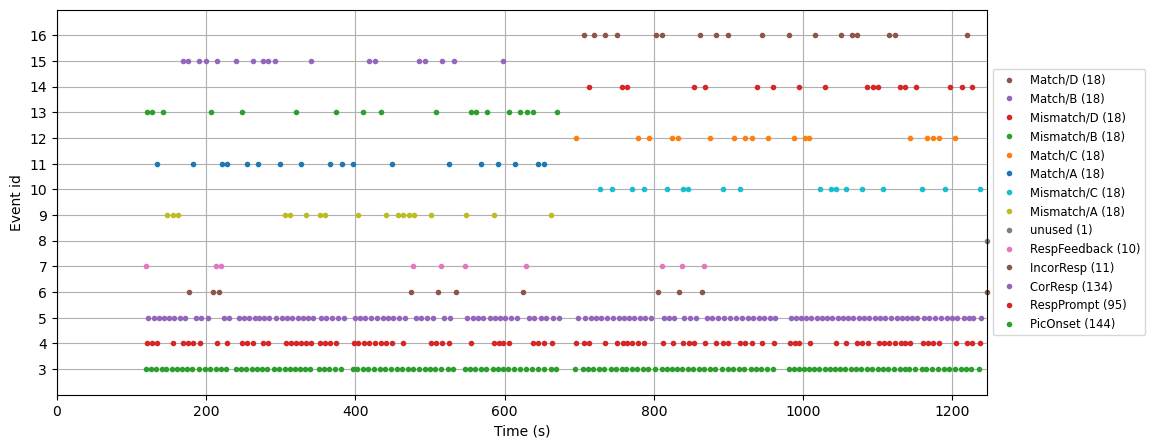 16
15
14
13
12
11
10
9
8
7
6
5
4
3
Event id
0 200 400 600 800 1000 1200
Time (s)
Match/D (18)
Match/B (18)
Mismatch/D (18)
Mismatch/B (18)
Match/C (18)
Match/A (18)
Mismatch/C (18)
Mismatch/A (18)
unused (1)
RespFeedback (10)
IncorResp (11)
CorResp (134)
RespPrompt (95)
PicOnset (144)